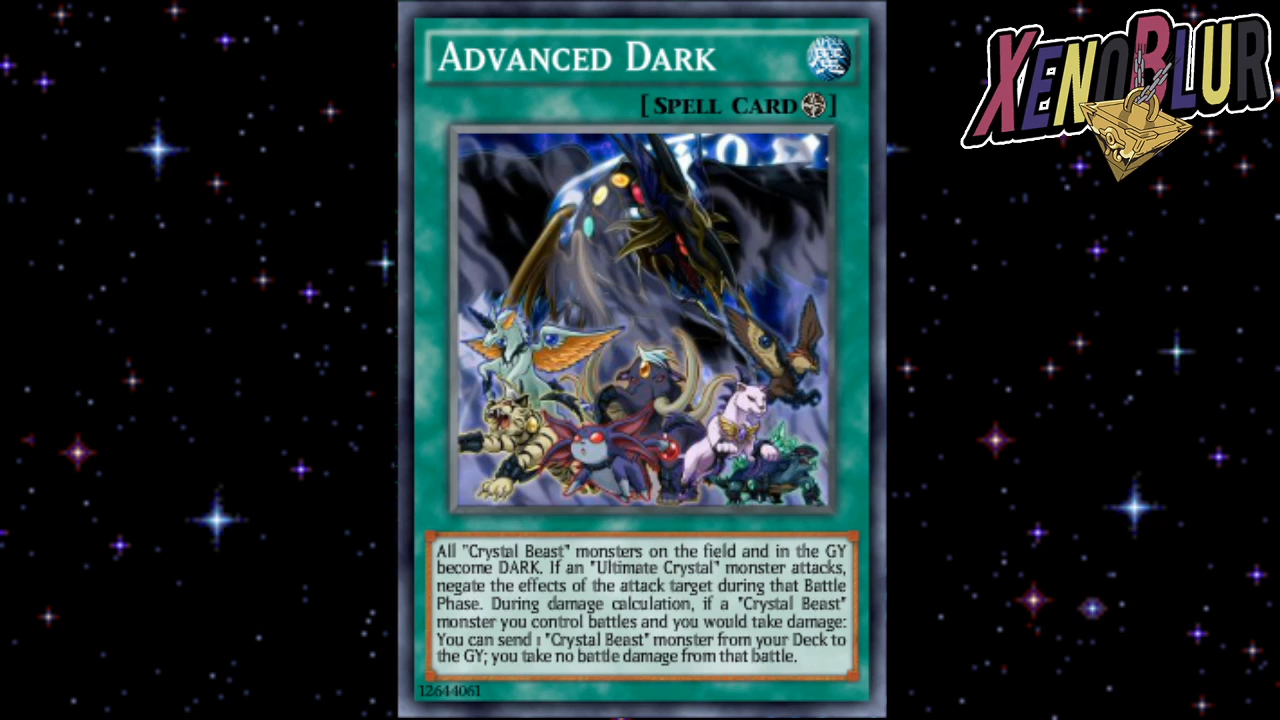 XENOBLUR
ADVANCED DARK
[ SPELL CARD ]
All "Crystal Beast" monsters on the field and in the GY
become DARK. If an "Ultimate Crystal" monster attacks,
negate the effects of the attack target during that Battle
Phase. During damage calculation, if a "Crystal Beast"
monster you control battles and you would take damage:
You can send 1 "Crystal Beast" monster from your Deck to
the GY; you take no battle damage from that battle.
12644061